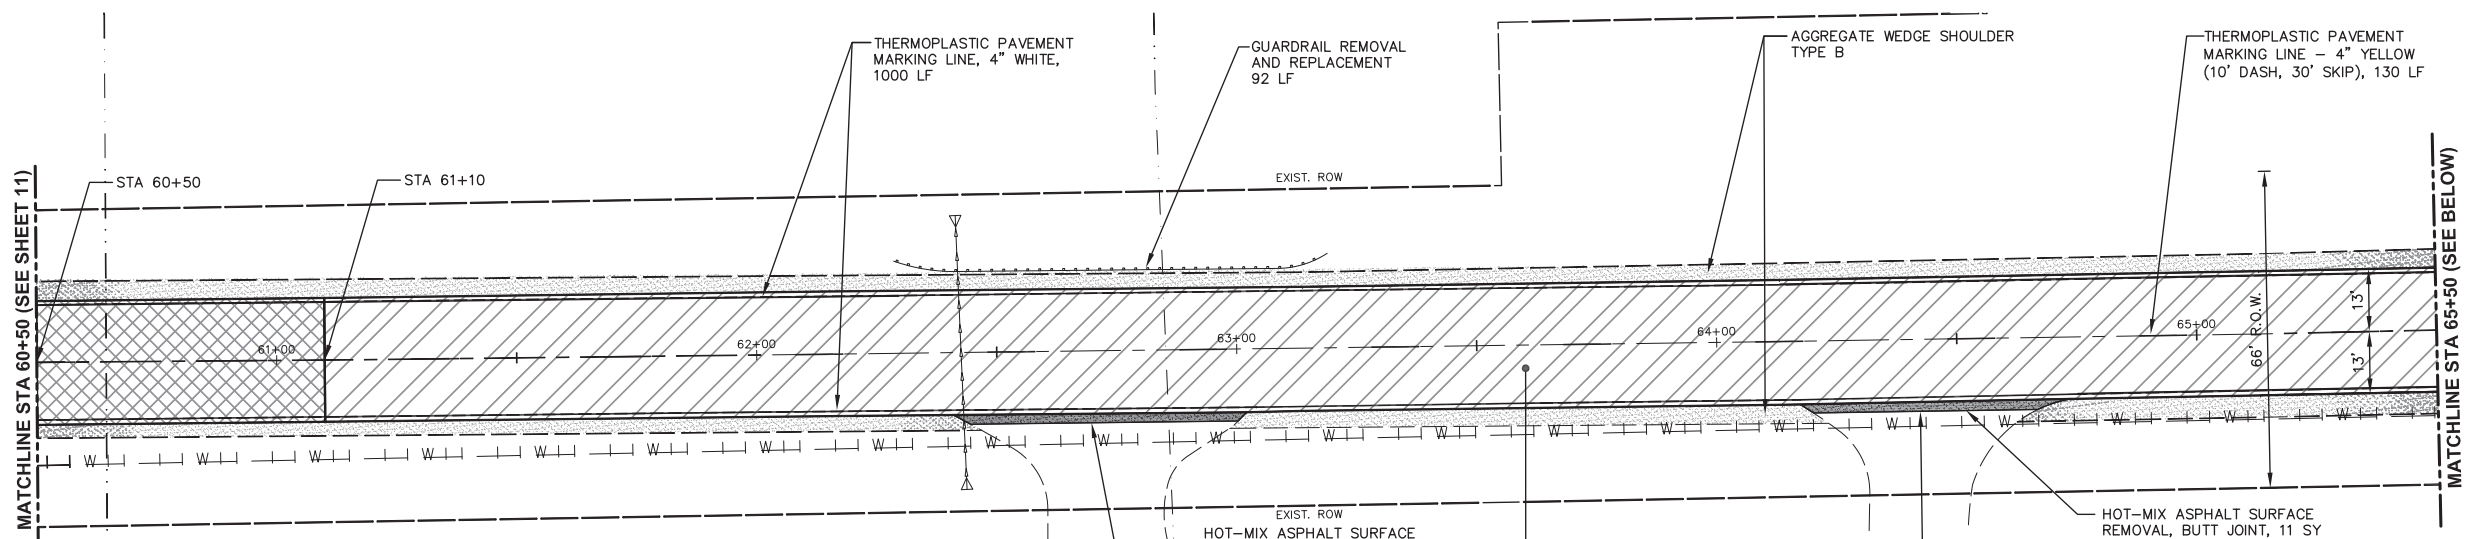 THERMOPLASTIC PAVEMENT
MARKING LINE, 4" WHITE,
1000 LF
GUARDRAIL REMOVAL
AND REPLACEMENT
92 LF
AGGREGATE WEDGE SHOULDER
TYPE B
THERMOPLASTIC PAVEMENT
MARKING LINE – 4" YELLOW
(10' DASH, 30' SKIP), 130 LF
STA 60+50
STA 61+10
EXIST. ROW
MATCHLINE STA 60+50 (SEE SHEET 11)
MATCHLINE STA 65+50 (SEE BELOW)
61+00
62+00
63+00
64+00
65+00
13'
13'
66' R.O.W.
W W W W W W W W W W W W W W W W W W W W W
EXIST. ROW
HOT–MIX ASPHALT SURFACE
HOT–MIX ASPHALT SURFACE
REMOVAL, BUTT JOINT, 11 SY